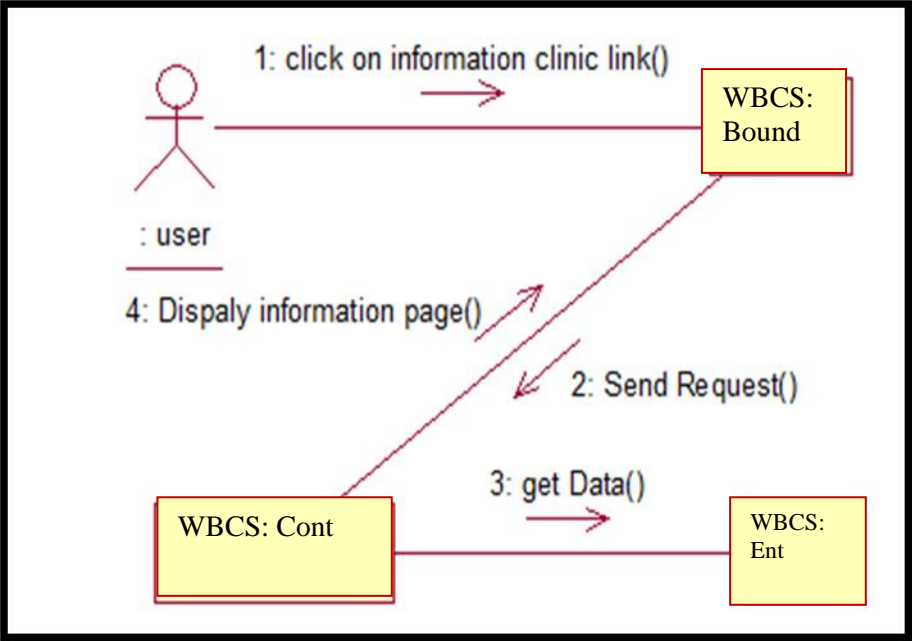 1: click on information clinic link()
WBCS:
Bound
: user
4: Dispaly information page()
2: Send Request()
3: get Data()
WBCS: Cont
WBCS:
Ent